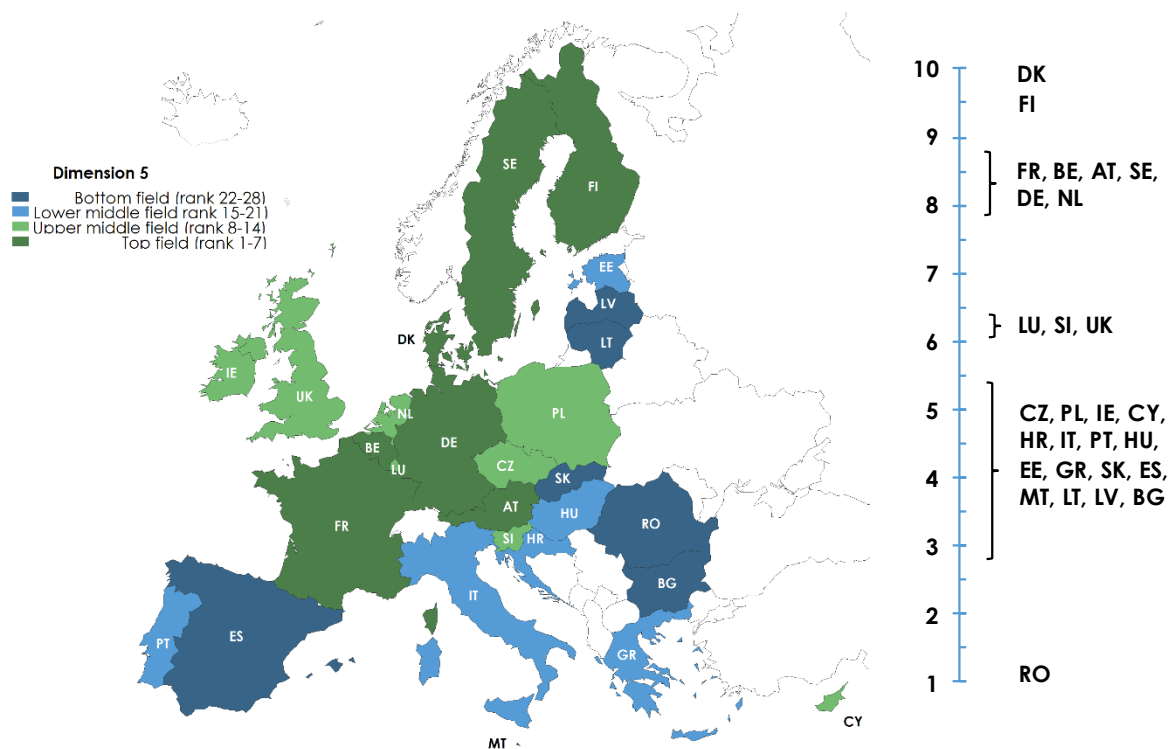 Dimension 5
Bottom field (rank 22-28)
Lower middle field rank 15-21)
Upper middle field (rank 8-14)
Top field (rank 1-7)
SE
FI
EE
LV
LT
DK
IE
UK
NL
PL
BE
DE
LU
CZ
SK
FR
AT
HU
SI
HR
RO
IT
BG
PT
ES
GR
MT
CY
10
9
8
7
6
5
4
3
2
1
DK
FI
FR, BE, AT, SE,
DE, NL
LU, SI, UK
CZ, PL, IE, CY,
HR, IT, PT, HU,
EE, GR, SK, ES,
MT, LT, LV, BG
RO